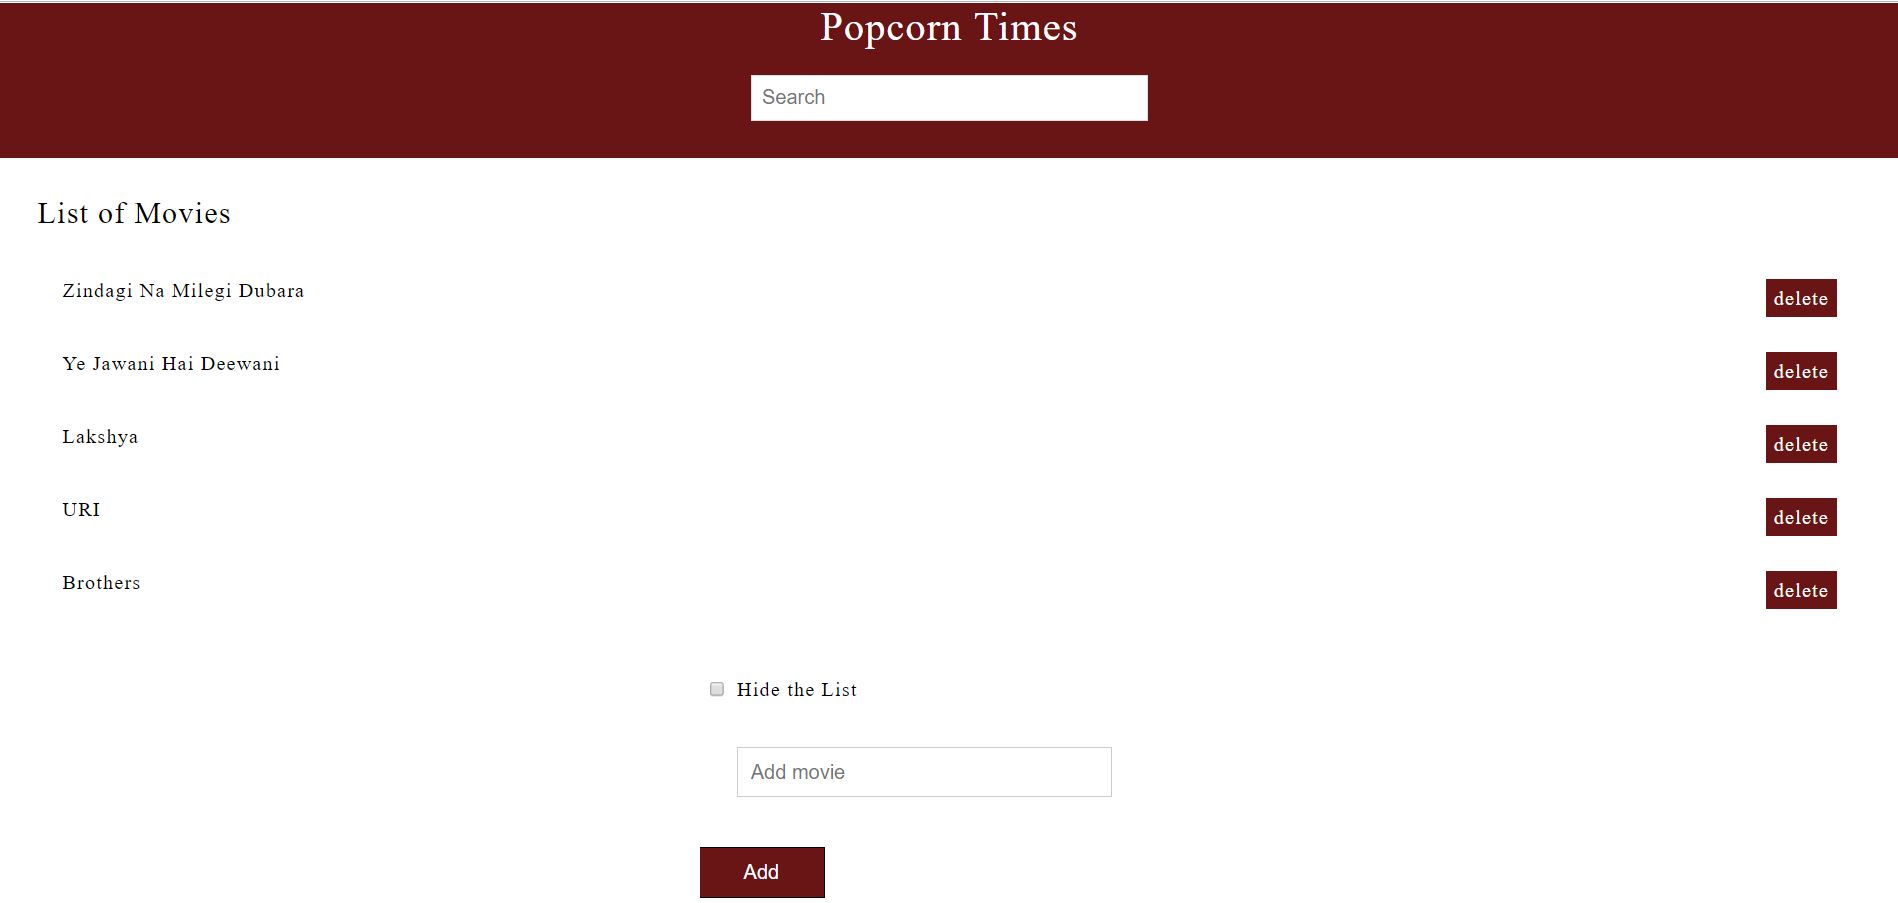 Popcorn Times
Search
List of Movies
Zindagi Na Milegi Dubara delete
Ye Jawani Hai Deewani delete
Lakshya delete
URI delete
Brothers delete
Hide the List
Add movie
Add